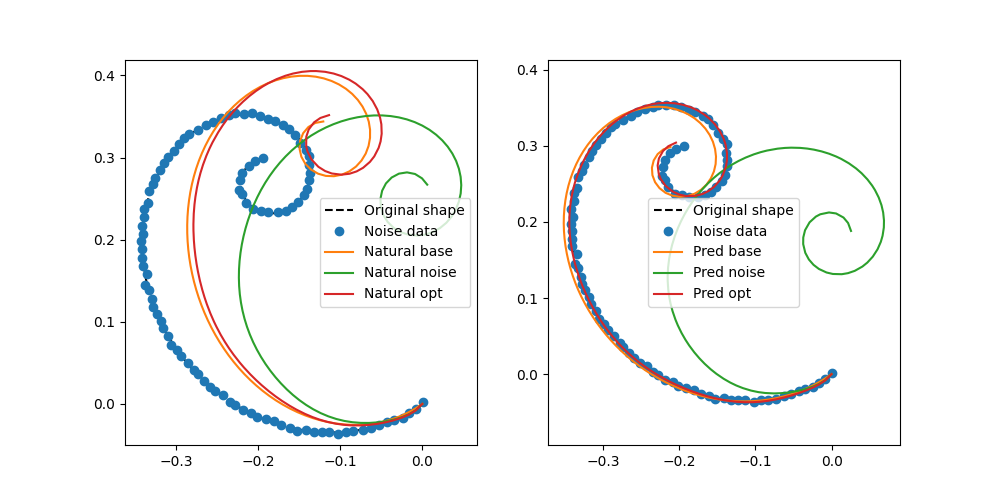 0.4
0.3
0.2
0.1
0.0
−0.3
−0.2
−0.1
0.0
Original shape
Noise data
Natural base
Natural noise
Natural opt
0.4
0.3
0.2
0.1
0.0
−0.3
−0.2
−0.1
0.0
Original shape
Noise data
Pred base
Pred noise
Pred opt